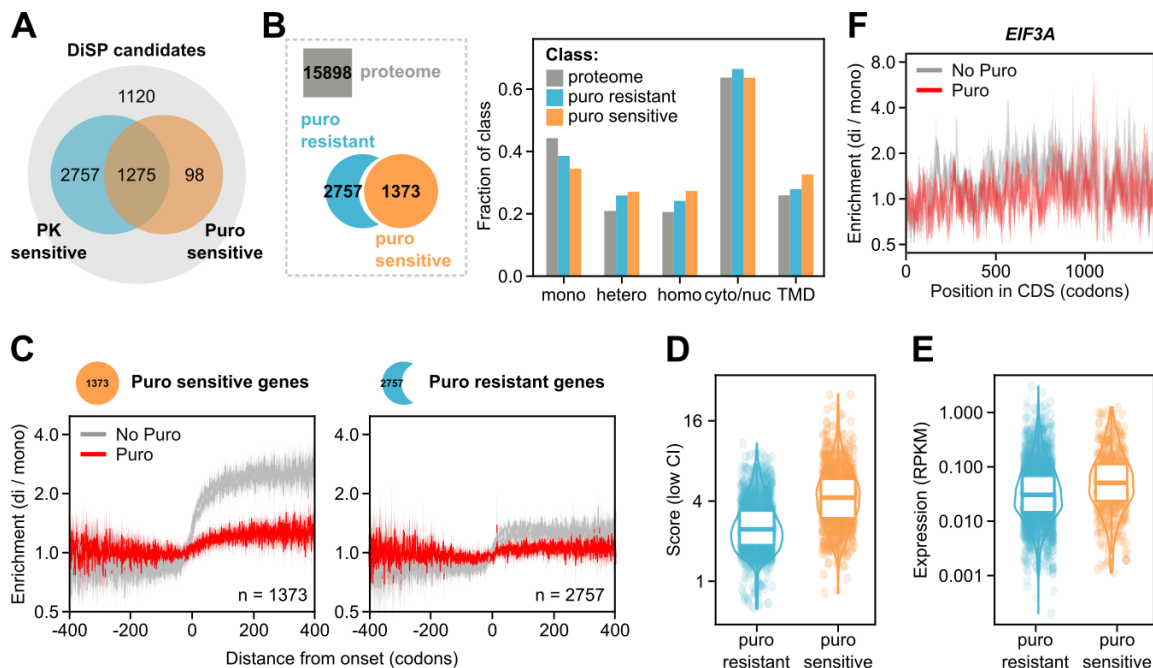 A
DiSP candidates
1120
2757
1275
98
PK
sensitive
Puro
sensitive
B
15898
proteome
puro
resistant
2757
1373
puro
sensitive
Fraction of class
0.6
0.4
0.2
0.0
Class:
proteome
puro resistant
puro sensitive
mono
hetero
homo
cyto/nuc
TMD
F
EIF3A
No Puro
Puro
Enrichment (di / mono)
8.0
4.0
2.0
1.0
0.5
0
500
1000
Position in CDS (codons)
C
1373
Puro sensitive genes
2757
Puro resistant genes
Enrichment (di / mono)
4.0
2.0
1.0
0.5
No Puro
Puro
n = 1373
-400
-200
0
200
400
4.0
2.0
1.0
0.5
n = 2757
-400
-200
0
200
400
Distance from onset (codons)
D
Score (low CI)
16
4
1
puro
resistant
puro
sensitive
E
Expression (RPKM)
1.000
0.100
0.010
0.001
puro
resistant
puro
sensitive